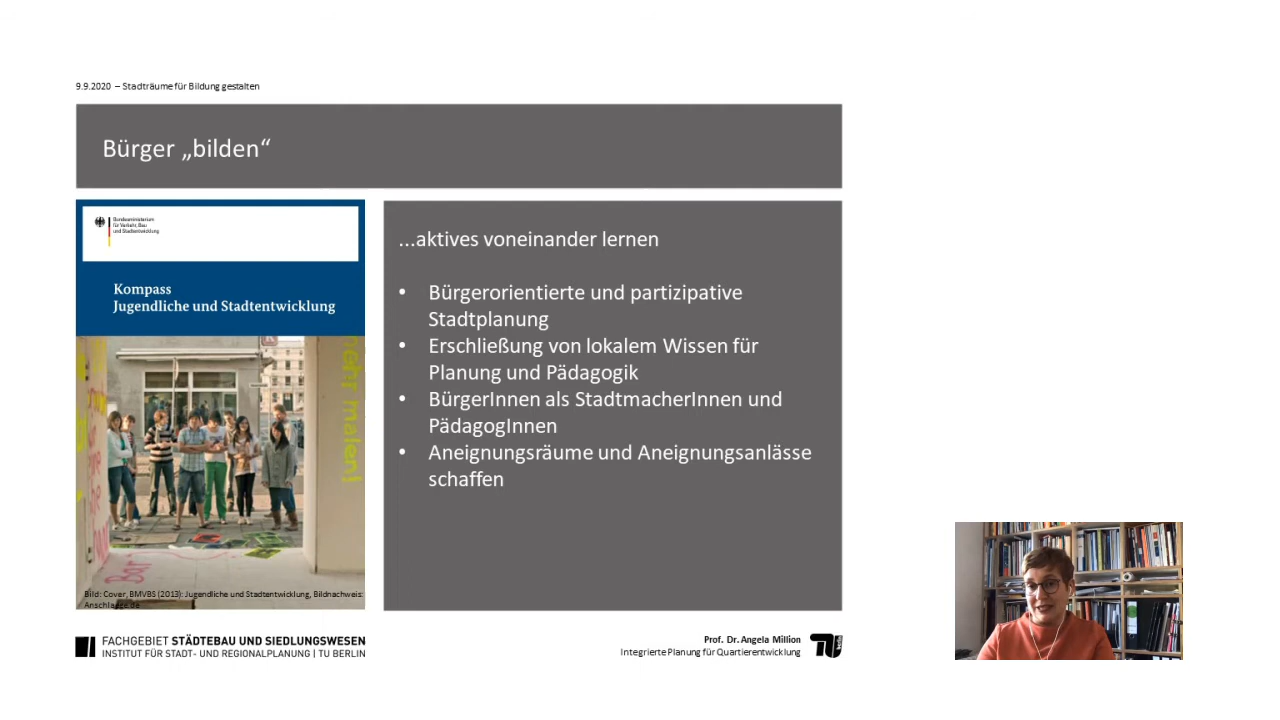 9.9.2020 – Stadträume für Bildung gestalten
Bürger „bilden“
Bundesministerium
für Verkehr, Bau
und Stadtentwicklung
Kompass
Jugendliche und Stadtentwicklung
mehr malen!
Bild: Cover, BMVBS (2013): Jugendliche und Stadtentwicklung, Bildnachweis:
Anschlaege.de
...aktives voneinander lernen
• Bürgerorientierte und partizipative
Stadtplanung
• Erschließung von lokalem Wissen für
Planung und Pädagogik
• BürgerInnen als StadtmacherInnen und
PädagogInnen
• Aneignungsräume und Aneignungsanlässe
schaffen
FACHGEBIET STÄDTEBAU UND SIEDLUNGSWESEN
INSTITUT FÜR STADT- UND REGIONALPLANUNG | TU BERLIN
Prof. Dr. Angela Million
Integrierte Planung für Quartierentwicklung
TU